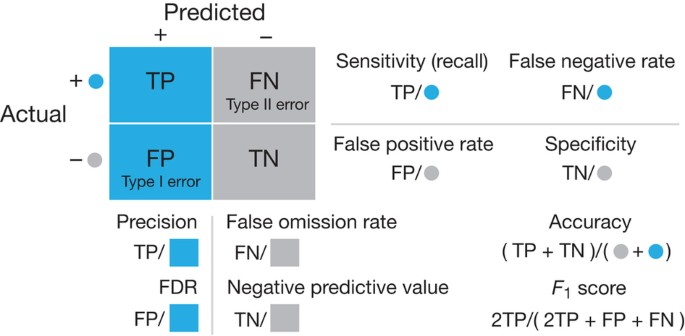 Predicted
+ −
Actual
+ TP FN
Type II error
− FP TN
Type I error
Sensitivity (recall) False negative rate
TP/ FN/
False positive rate Specificity
FP/ TN/
Precision False omission rate Accuracy
TP/ FN/ ( TP + TN )/( + )
FDR Negative predictive value F1 score
FP/ TN/ 2TP/( 2TP + FP + FN )